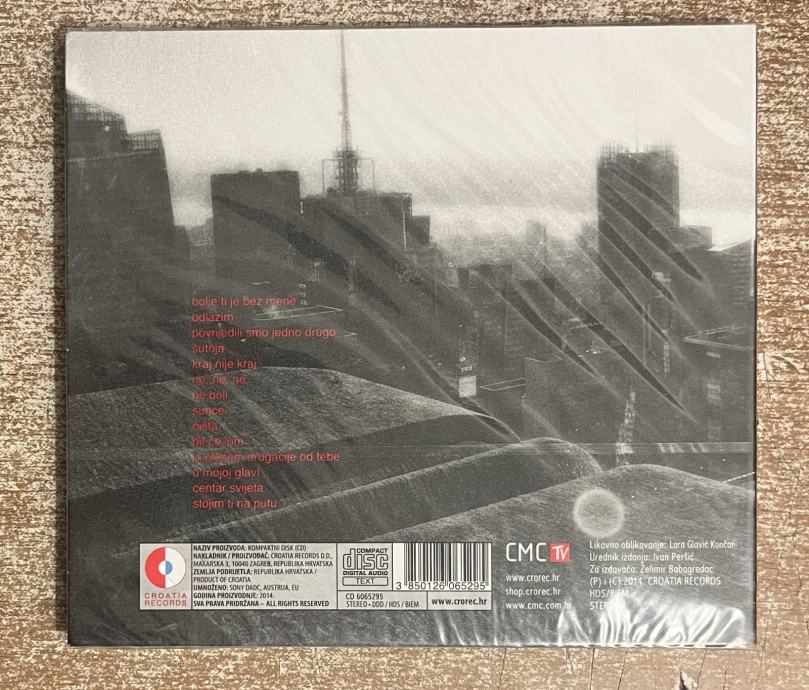 bolje ti je bez mene
odlazim
povrijedili smo jedno drugo
šutnja
kraj nije kraj
ne, ne, ne
ne boli
sunce
ništa
bit će lom
ja plešem drugačije od tebe
u mojoj glavi
centar svijeta
stojim ti na putu
CROATIA
RECORDS
NAZIV PROIZVODA: KOMPAKTNI DISK (CD)
NAKLADNIK / PROIZVOĐAČ: CROATIA RECORDS D.D.,
MAKARSKA 3, 10040 ZAGREB, REPUBLIKA HRVATSKA
ZEMLJA PODRIJETLA: REPUBLIKA HRVATSKA /
PRODUCT OF CROATIA
UMNOŽENO: SONY DADC, AUSTRIJA, EU
GODINA PROIZVODNJE: 2014.
SVA PRAVA PRIDRŽANA – ALL RIGHTS RESERVED
COMPACT
disc
DIGITAL AUDIO
TEXT
CD 6065295
STEREO • DDD / HDS / BIEM
3 850126 065295
www.crorec.hr
CMC TV
www.crorec.hr
shop.crorec.hr
www.cmc.com.hr
Likovno oblikovanje: Lara Glavić Končar
Urednik izdanja: Ivan Peršić
Za izdavača: Želimir Babogredac
(P) i (C) 2014. CROATIA RECORDS
HDS/BIEM